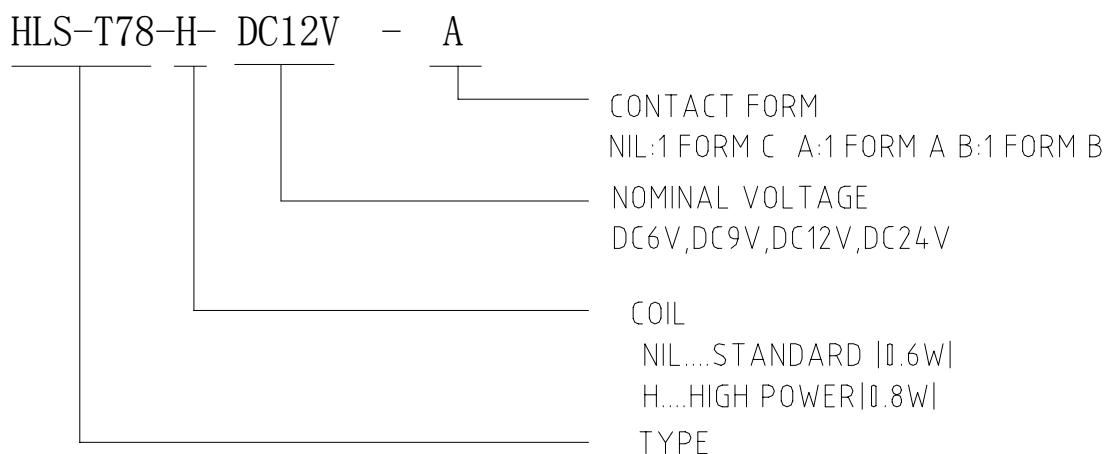 HLS-T78-H- DC12V - A
CONTACT FORM
NIL:1 FORM C A:1 FORM A B:1 FORM B
NOMINAL VOLTAGE
DC6V,DC9V,DC12V,DC24V
COIL
NIL....STANDARD |0.6W|
H....HIGH POWER|0.8W|
TYPE